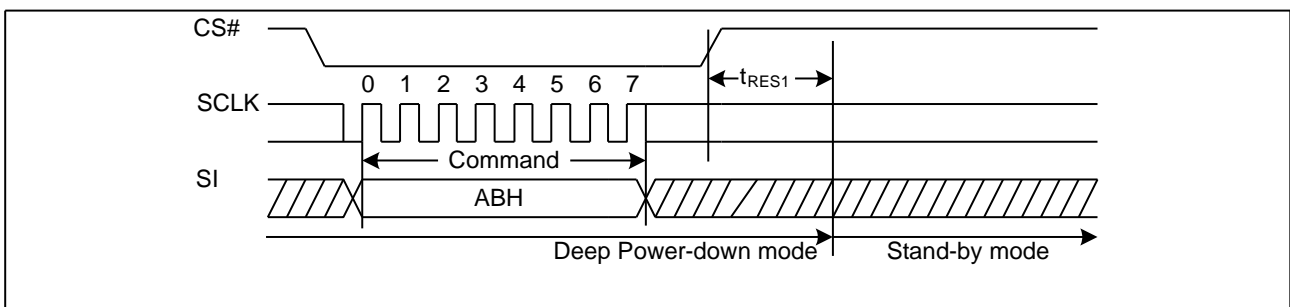 CS#
0 1 2 3 4 5 6 7
tRES1
SCLK
Command
SI
ABH
Deep Power-down mode Stand-by mode